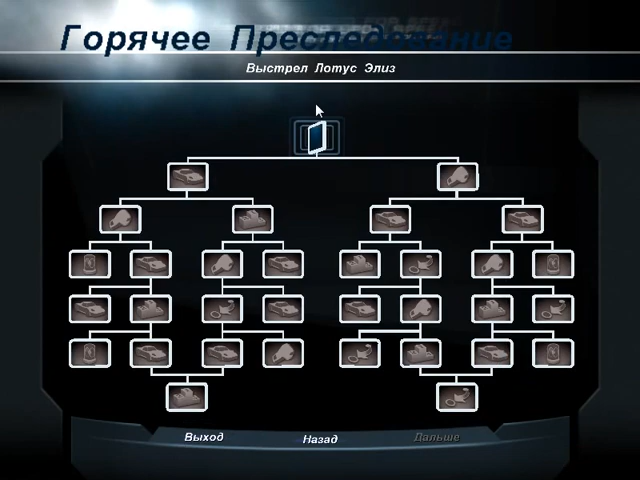 Горячее Преследование
Выстрел Лотус Элиз
Выход
Назад
Дальше